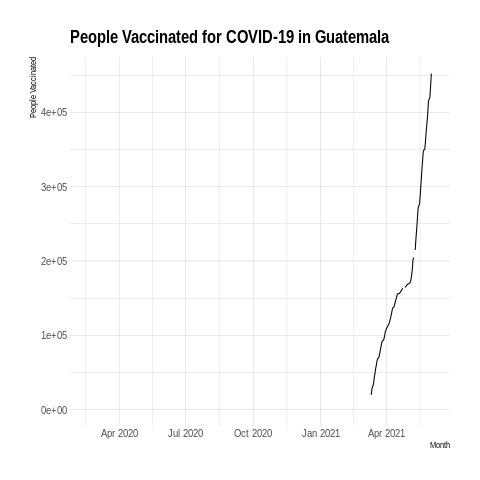 People Vaccinated for COVID-19 in Guatemala
People Vaccinated
4e+05
3e+05
2e+05
1e+05
0e+00
Apr 2020 Jul 2020 Oct 2020 Jan 2021 Apr 2021
Month